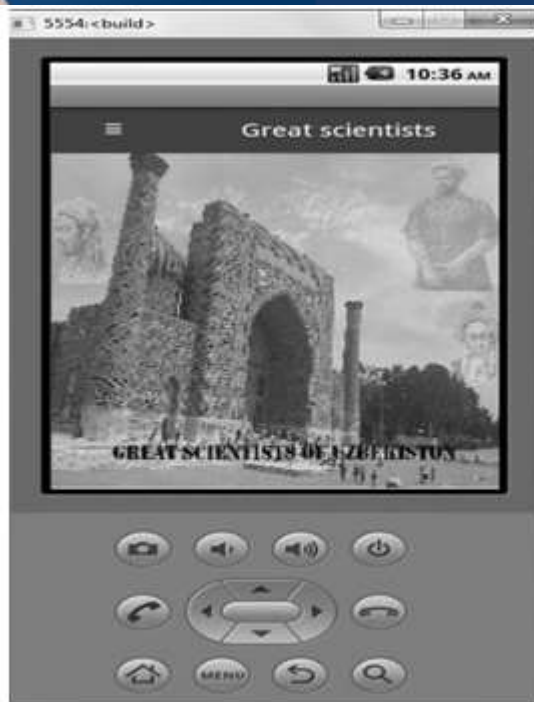 5554:<build>
10:36 AM
Great scientists
GREAT SCIENTISTS OF UZBEKISTON
MENU